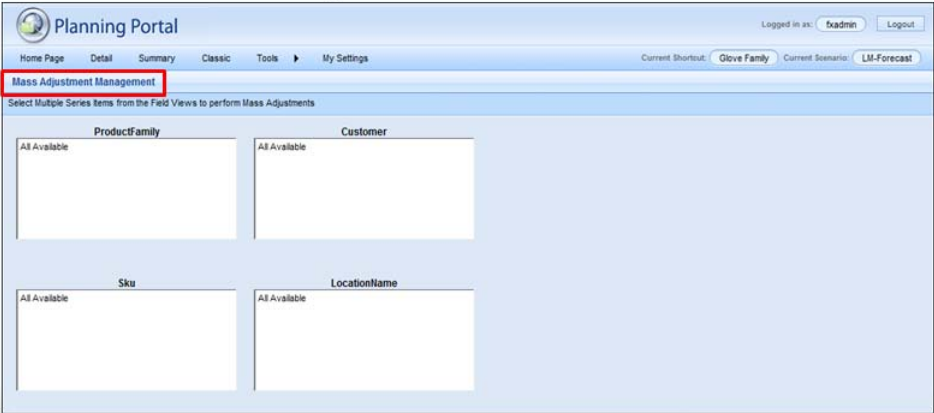 Planning Portal
Logged in as: fxadmin Logout
Home Page Detail Summary Classic Tools My Settings
Current Shortcut: Glove Family Current Scenario: LM-Forecast
Mass Adjustment Management
Select Multiple Series Items from the Field Views to perform Mass Adjustments
ProductFamily Customer
All Available All Available
Sku LocationName
All Available All Available